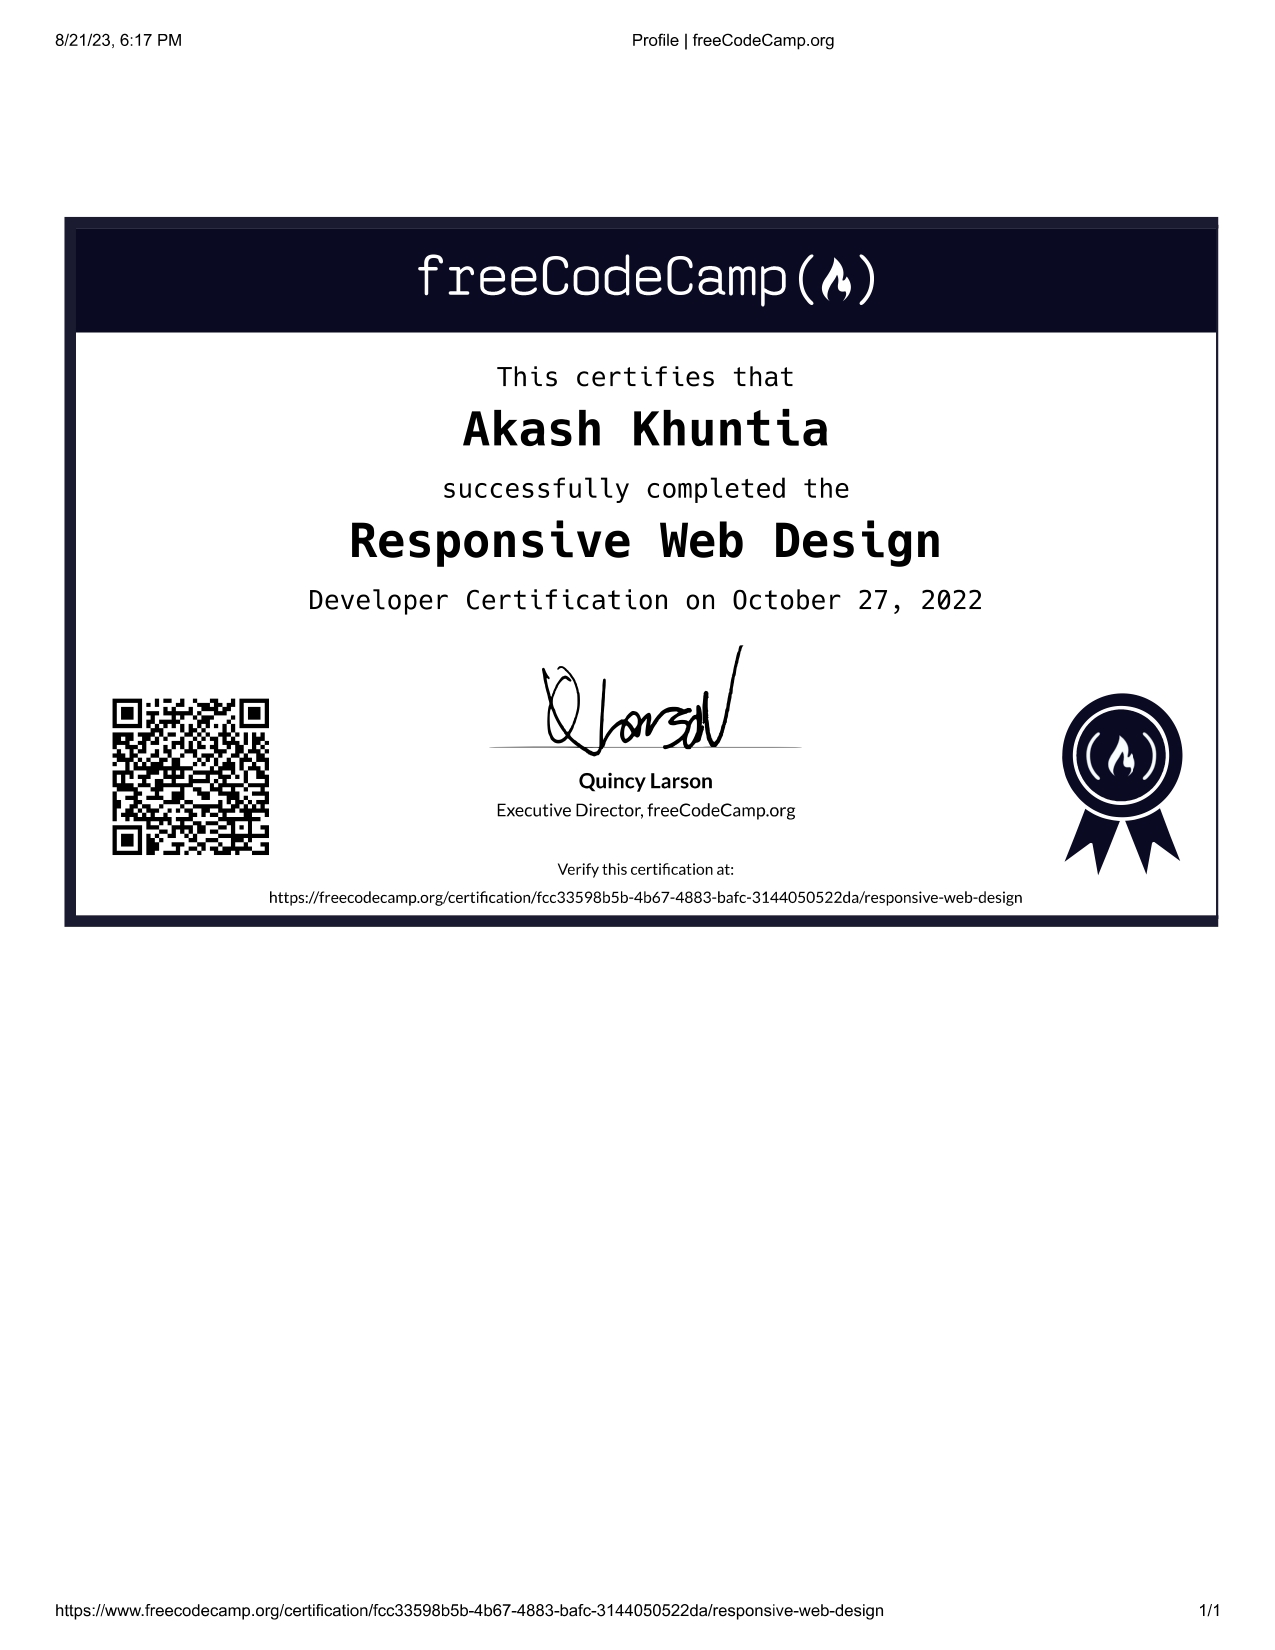 8/21/23, 6:17 PM
Profile | freeCodeCamp.org
freeCodeCamp
This certifies that
Akash Khuntia
successfully completed the
Responsive Web Design
Developer Certification on October 27, 2022
QLarson
Quincy Larson
Executive Director, freeCodeCamp.org
Verify this certification at:
https://freecodecamp.org/certification/fcc33598b5b-4b67-4883-bafc-3144050522da/responsive-web-design
https://www.freecodecamp.org/certification/fcc33598b5b-4b67-4883-bafc-3144050522da/responsive-web-design
1/1